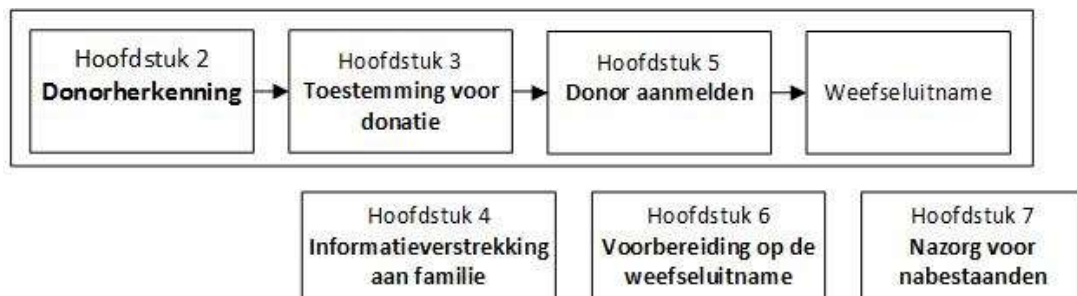 Hoofdstuk 2
Donorherkenning
Hoofdstuk 3
Toestemming voor
donatie
Hoofdstuk 5
Donor aanmelden
Weefseluitname
Hoofdstuk 4
Informatieverstrekking
aan familie
Hoofdstuk 6
Voorbereiding op de
weefseluitname
Hoofdstuk 7
Nazorg voor
nabestaanden